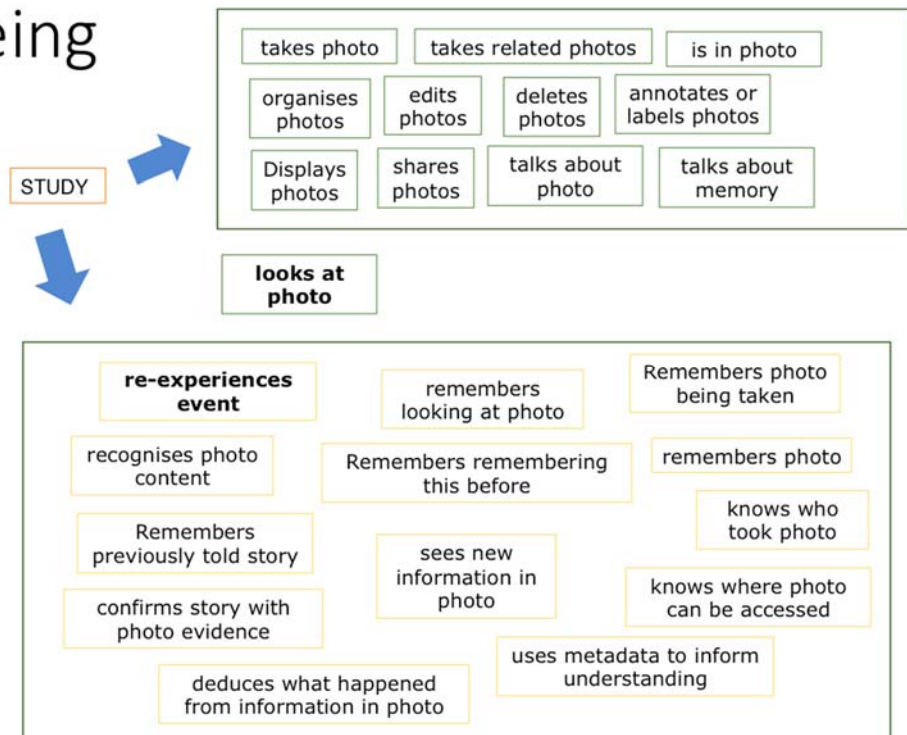 eing
takes photo
takes related photos
is in photo
organises
photos
edits
photos
deletes
photos
annotates or
labels photos
STUDY
Displays
photos
shares
photos
talks about
photo
talks about
memory
looks at
photo
re-experiences
event
remembers
looking at photo
Remembers photo
being taken
recognises photo
content
Remembers remembering
this before
remembers photo
Remembers
previously told story
sees new
information in
photo
knows who
took photo
confirms story with
photo evidence
knows where photo
can be accessed
deduces what happened
from information in photo
uses metadata to inform
understanding